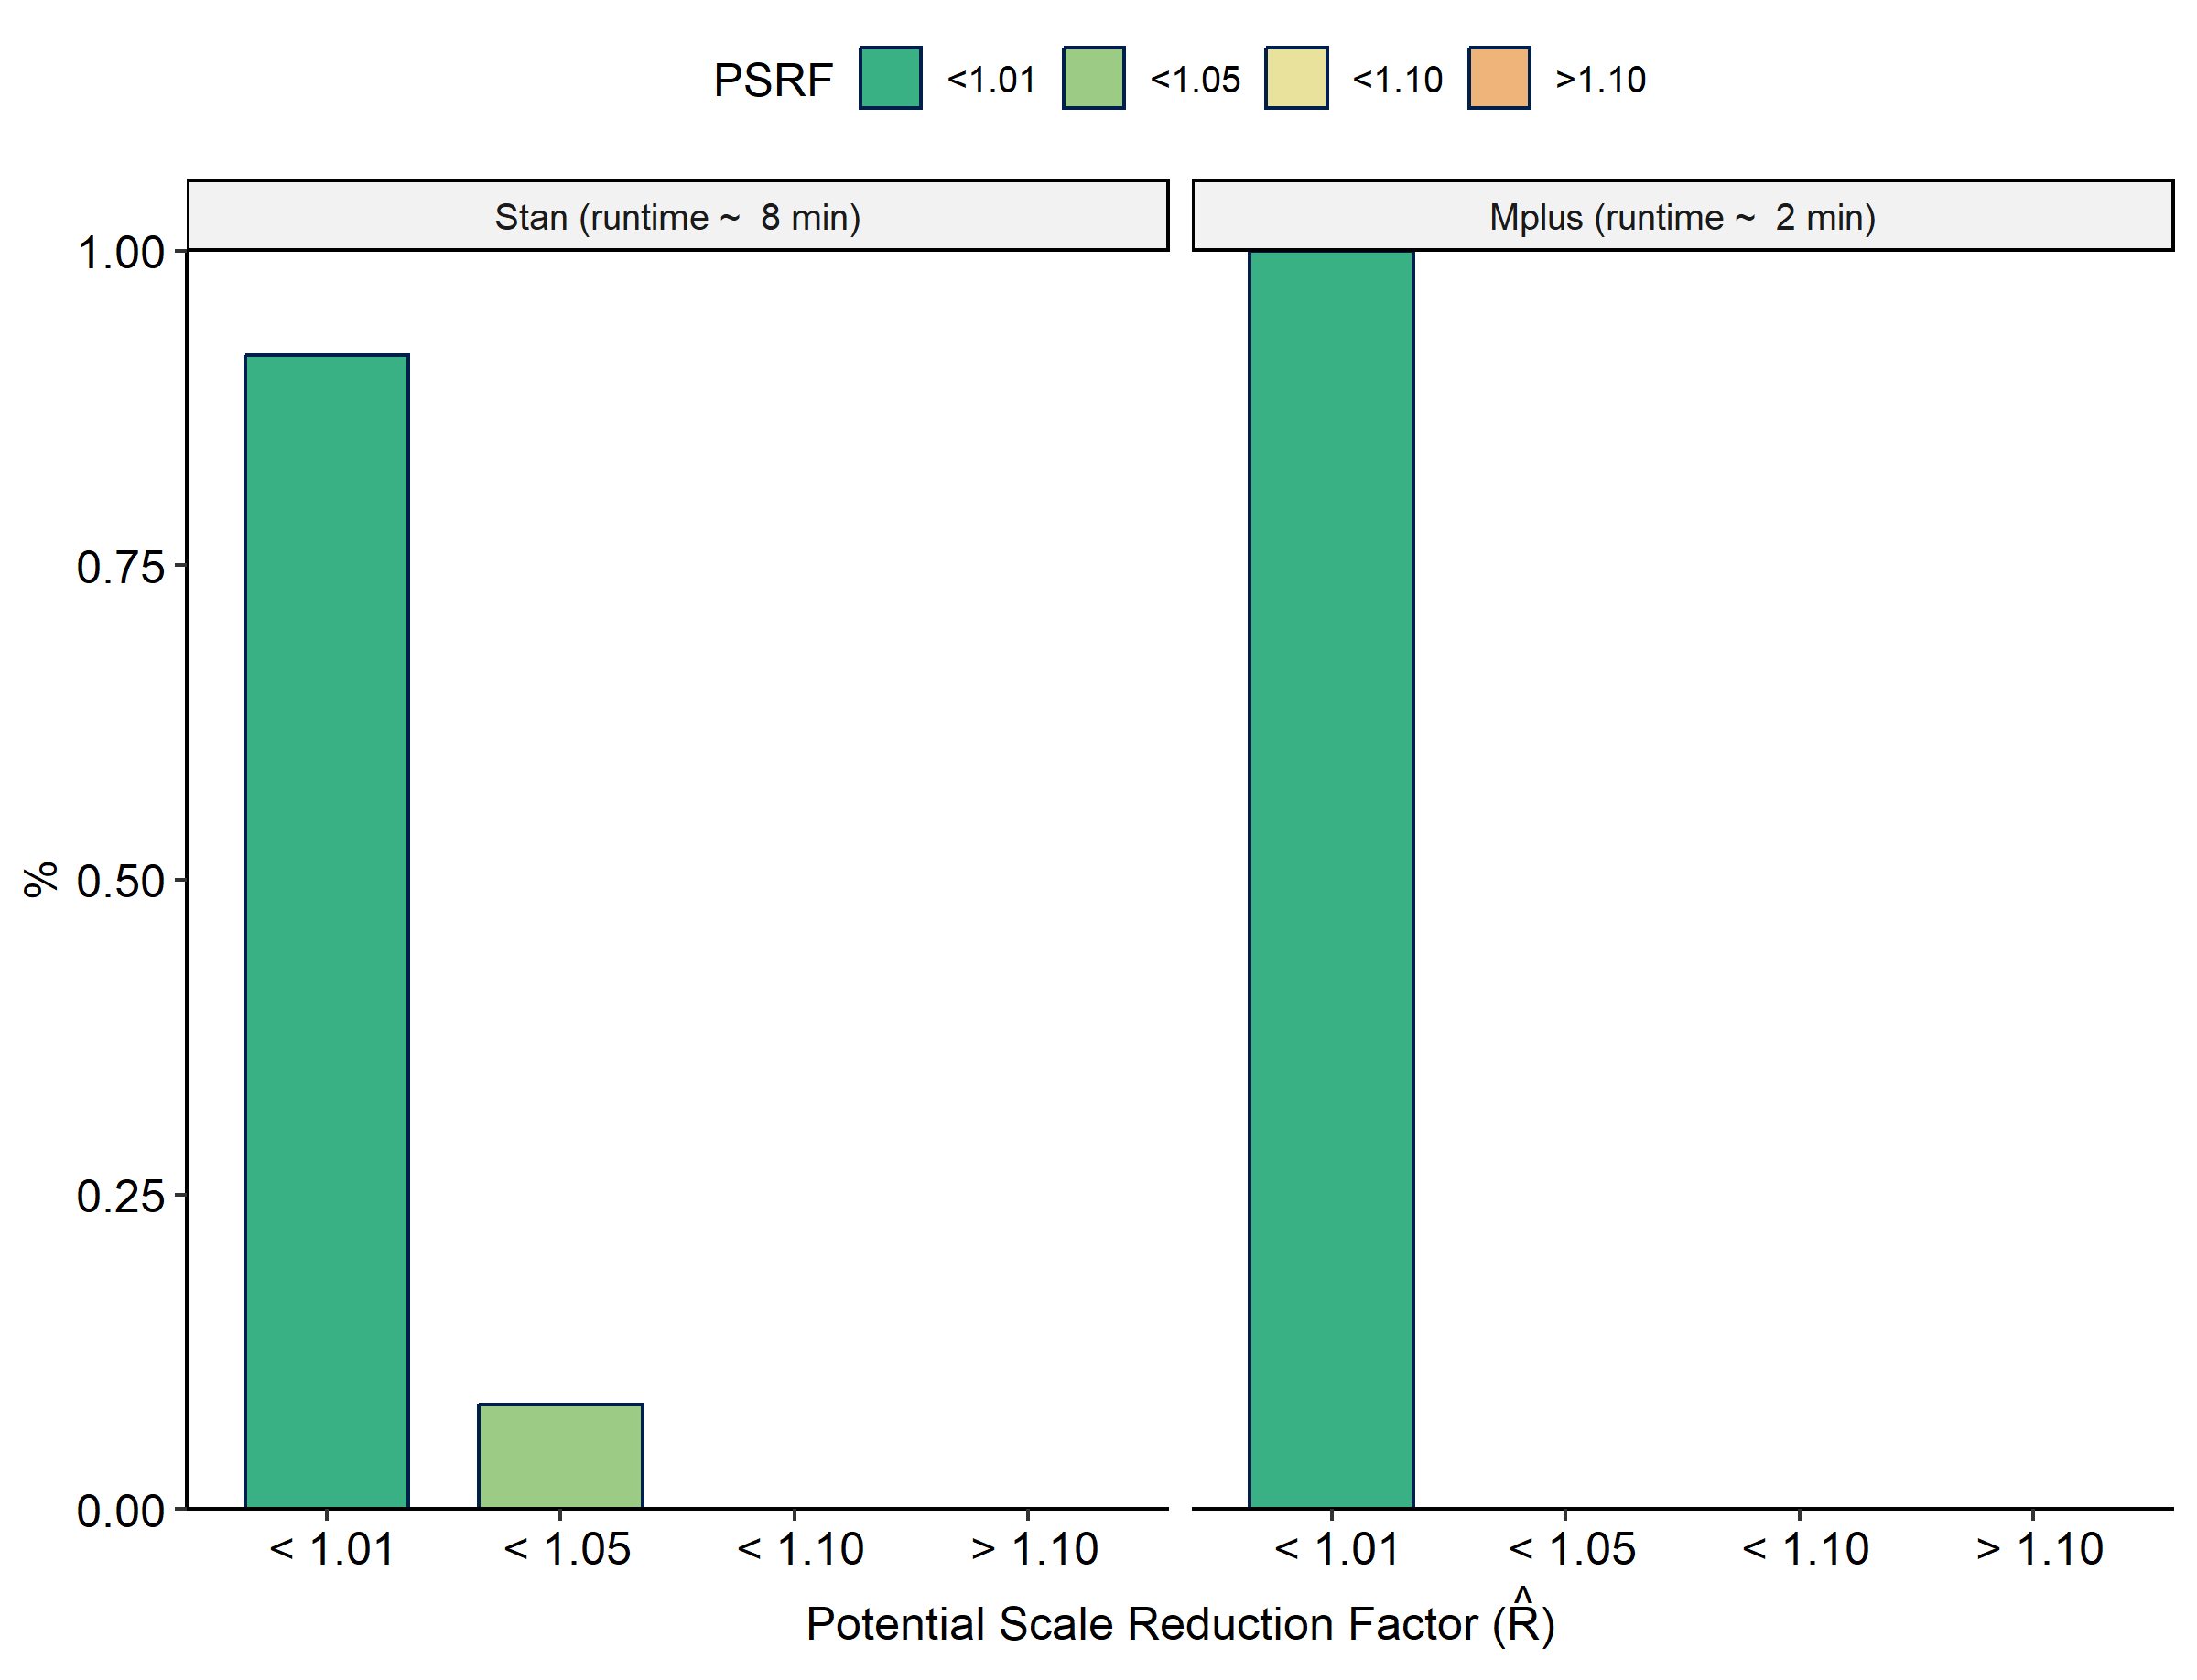 PSRF <1.01 <1.05 <1.10 >1.10
Stan (runtime ~ 8 min)
Mplus (runtime ~ 2 min)
%
1.00
0.75
0.50
0.25
0.00
< 1.01 < 1.05 < 1.10 > 1.10
< 1.01 < 1.05 < 1.10 > 1.10
Potential Scale Reduction Factor (R̂)